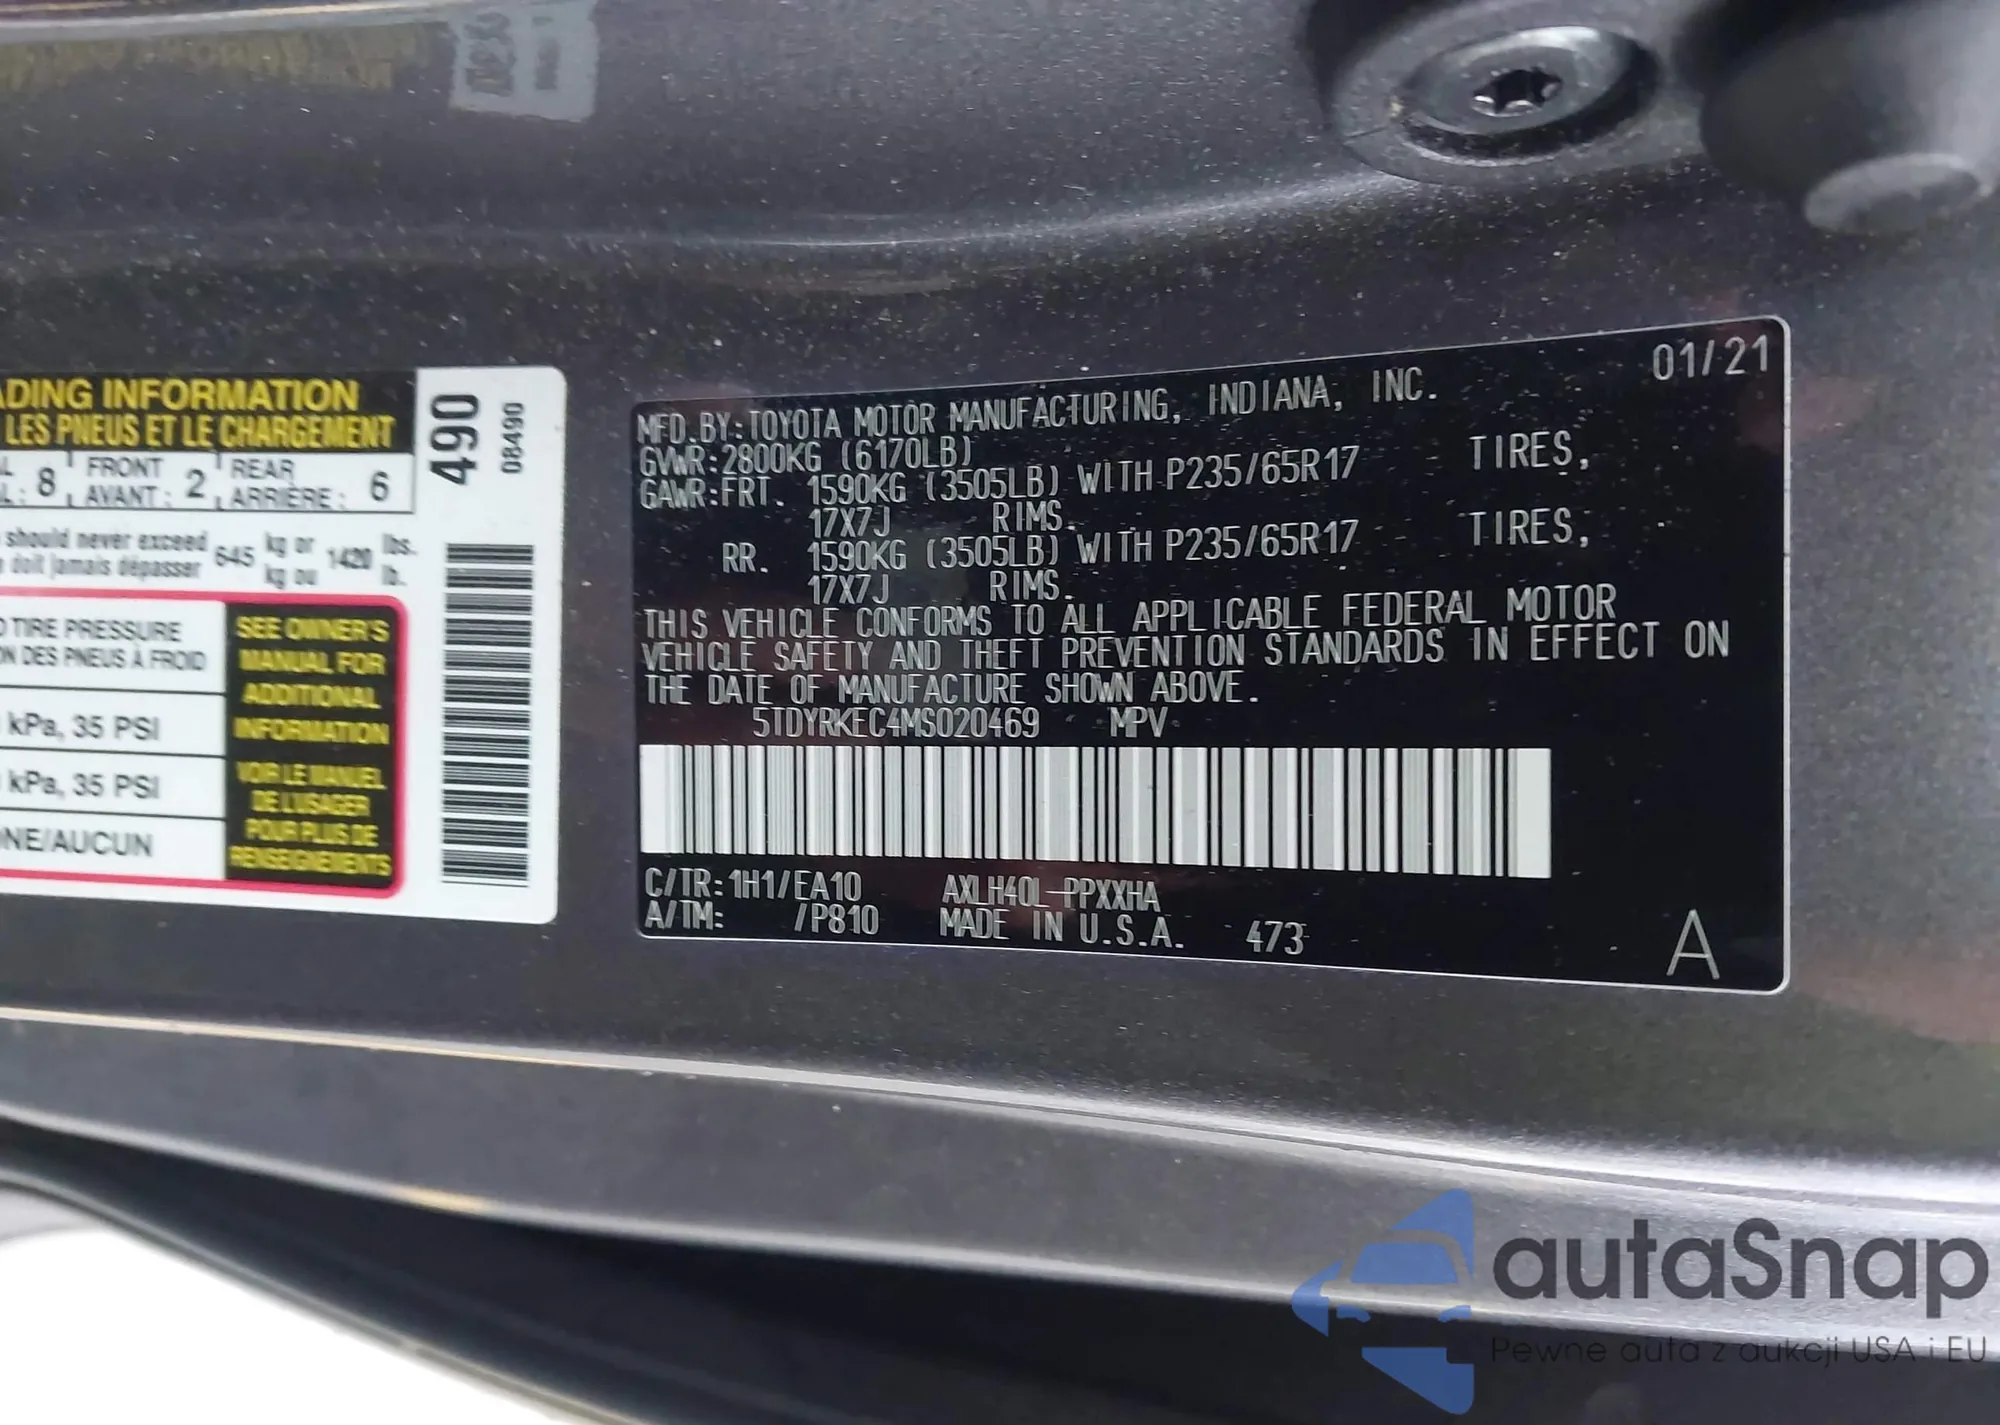 ADING INFORMATION
LES PNEUS ET LE CHARGEMENT
L : 8 FRONT AVANT : 2 REAR ARRIÈRE : 6
should never exceed 645 kg or 1420 lbs.
doit jamais dépasser kg ou lb.
TIRE PRESSURE
DES PNEUS À FROID
kPa, 35 PSI
kPa, 35 PSI
NE/AUCUN
SEE OWNER'S
MANUAL FOR
ADDITIONAL
INFORMATION
VOIR LE MANUEL
DE L'USAGER
POUR PLUS DE
RENSEIGNEMENTS
490
08490
01/21
MFD.BY:TOYOTA MOTOR MANUFACTURING, INDIANA, INC.
GVWR:2800KG (6170LB)
GAWR:FRT. 1590KG (3505LB) WITH P235/65R17 TIRES,
17X7J RIMS.
RR. 1590KG (3505LB) WITH P235/65R17 TIRES,
17X7J RIMS.
THIS VEHICLE CONFORMS TO ALL APPLICABLE FEDERAL MOTOR
VEHICLE SAFETY AND THEFT PREVENTION STANDARDS IN EFFECT ON
THE DATE OF MANUFACTURE SHOWN ABOVE.
5TDYRKEC4MS020469 MPV
C/TR:1H1/EA10 AXLH40L-PPXXHA
A/TM: /P810 MADE IN U.S.A. 473
A
autaSnap
Pewne auta z aukcji USA i EU